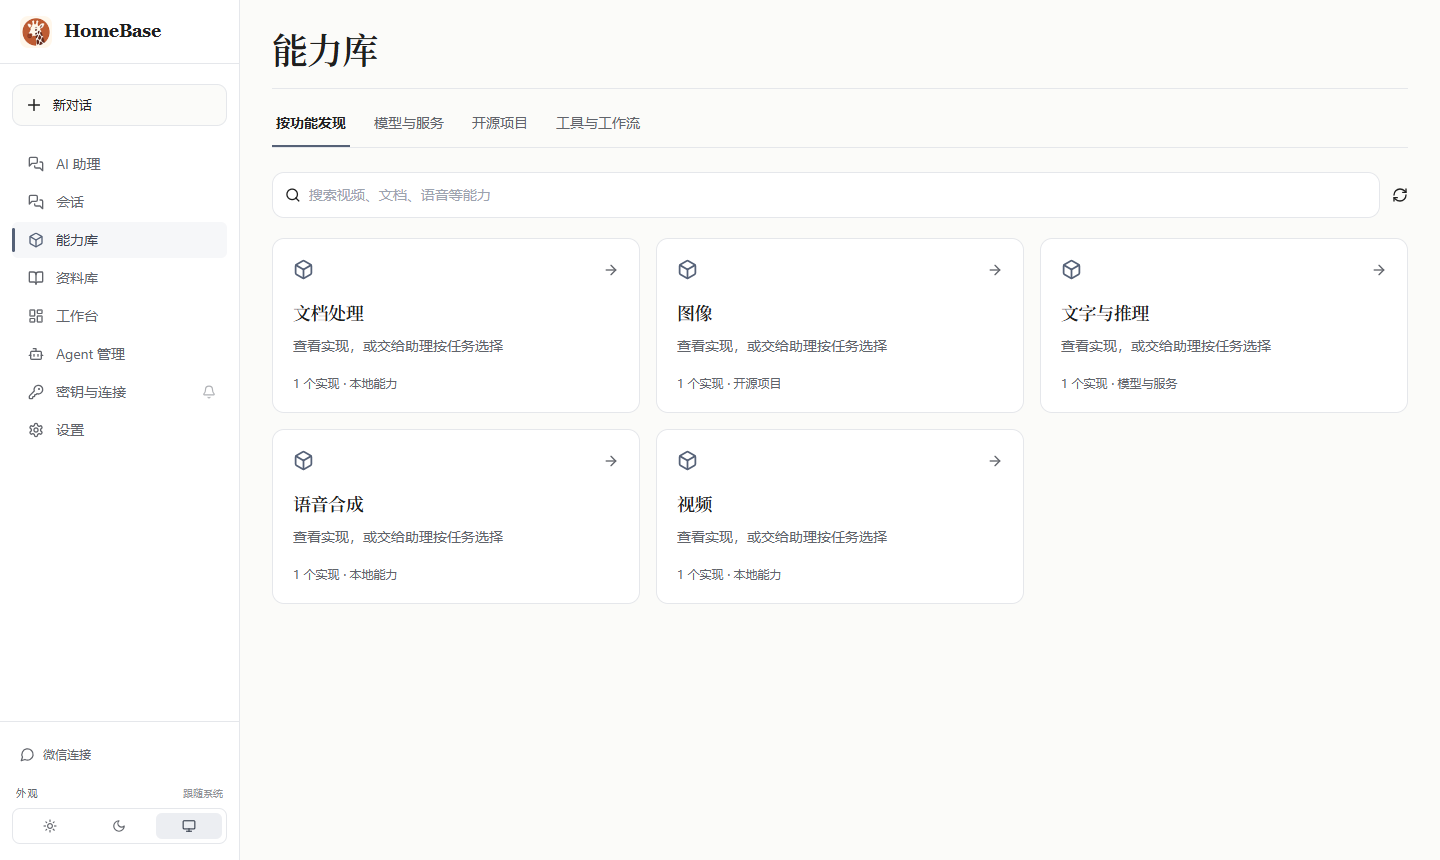 HomeBase
新对话
AI 助理
会话
能力库
资料库
工作台
Agent 管理
密钥与连接
设置
微信连接
外观
跟随系统
能力库
按功能发现
模型与服务
开源项目
工具与工作流
搜索视频、文档、语音等能力
文档处理
查看实现，或交给助理按任务选择
1 个实现 · 本地能力
图像
查看实现，或交给助理按任务选择
1 个实现 · 开源项目
文字与推理
查看实现，或交给助理按任务选择
1 个实现 · 模型与服务
语音合成
查看实现，或交给助理按任务选择
1 个实现 · 本地能力
视频
查看实现，或交给助理按任务选择
1 个实现 · 本地能力